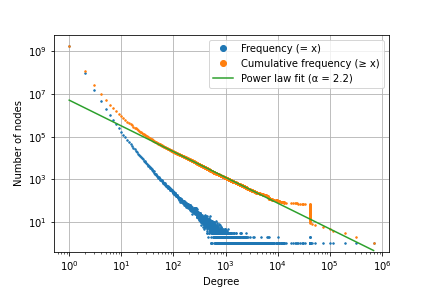 Frequency (= x)
Cumulative frequency (≥ x)
Power law fit (α = 2.2)
Number of nodes
10⁹
10⁷
10⁵
10³
10¹
10⁰ 10¹ 10² 10³ 10⁴ 10⁵ 10⁶
Degree